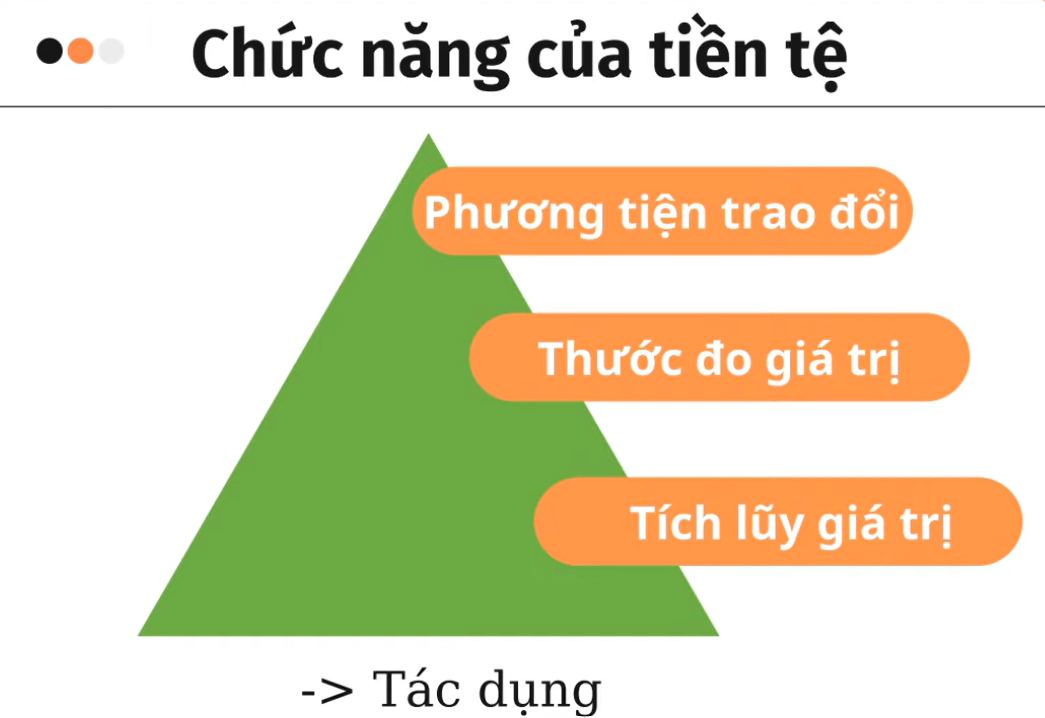 Chức năng của tiền tệ
Phương tiện trao đổi
Thước đo giá trị
Tích lũy giá trị
-> Tác dụng